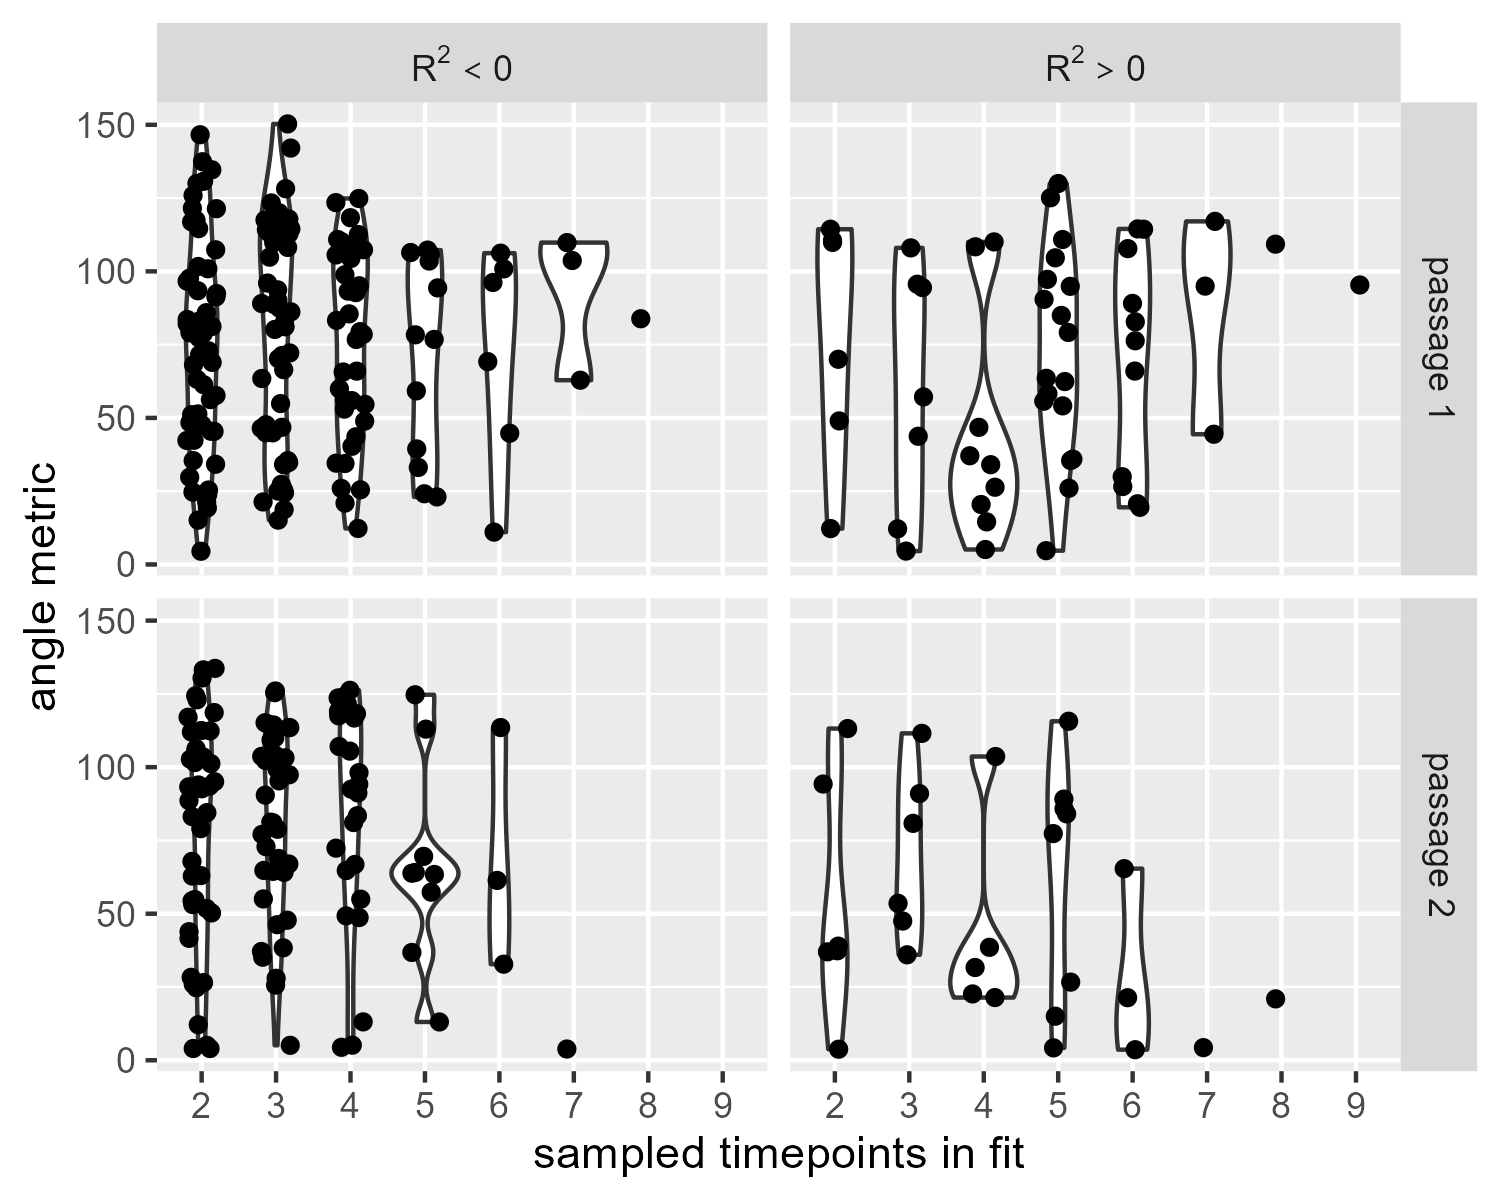 R² < 0
R² > 0
150
100
50
0
passage 1
150
100
50
0
passage 2
angle metric
2 3 4 5 6 7 8 9
2 3 4 5 6 7 8 9
sampled timepoints in fit